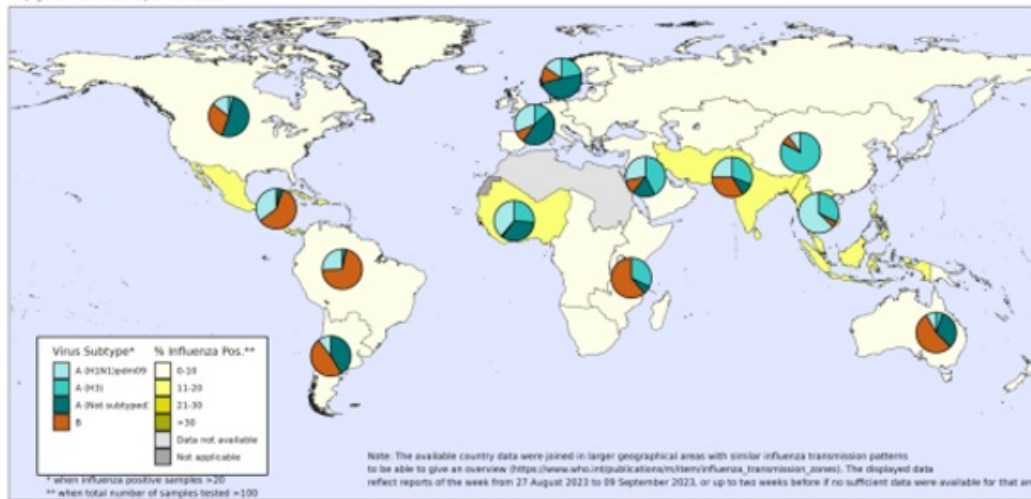 Virus Subtype*
A (H1N1)pdm09
A (H3)
A (Not subtyped)
B
% Influenza Pos.**
0-10
11-20
21-30
>30
Data not available
Not applicable
* when influenza positive samples >20
** when total number of samples tested >100
Note: The available country data were joined in larger geographical areas with similar influenza transmission patterns
to be able to give an overview (https://www.who.int/publications/m/item/influenza_transmission_zones). The displayed data
reflect reports of the week from 27 August 2023 to 09 September 2023, or up to two weeks before if no sufficient data were available for that